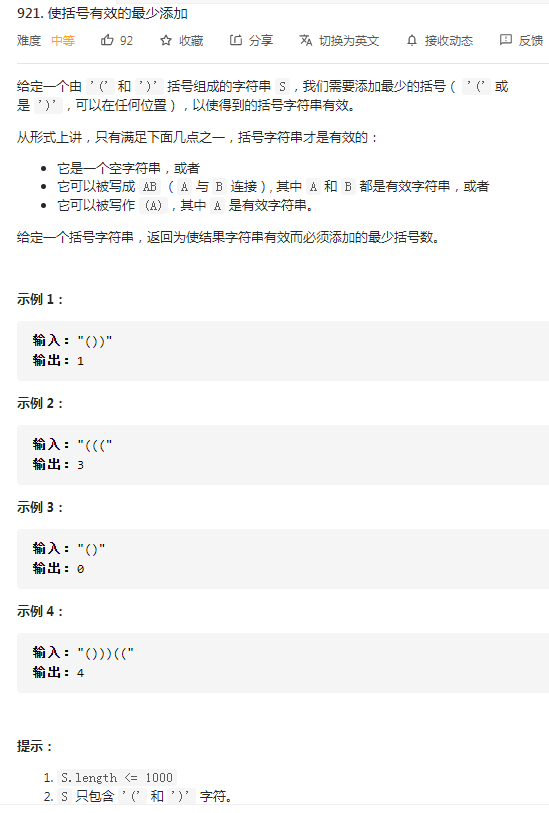 921. 使括号有效的最少添加
难度 中等 92 收藏 分享 切换为英文 接收动态 反馈
给定一个由 '(' 和 ')' 括号组成的字符串 S，我们需要添加最少的括号（ '(' 或
是 ')'，可以在任何位置），以使得到的括号字符串有效。
从形式上讲，只有满足下面几点之一，括号字符串才是有效的：
• 它是一个空字符串，或者
• 它可以被写成 AB （ A 与 B 连接）, 其中 A 和 B 都是有效字符串，或者
• 它可以被写作 (A)，其中 A 是有效字符串。
给定一个括号字符串，返回为使结果字符串有效而必须添加的最少括号数。
示例 1：
输入："())"
输出：1
示例 2：
输入："((("
输出：3
示例 3：
输入："()"
输出：0
示例 4：
输入："()))(("
输出：4
提示：
1. S.length <= 1000
2. S 只包含 '(' 和 ')' 字符。